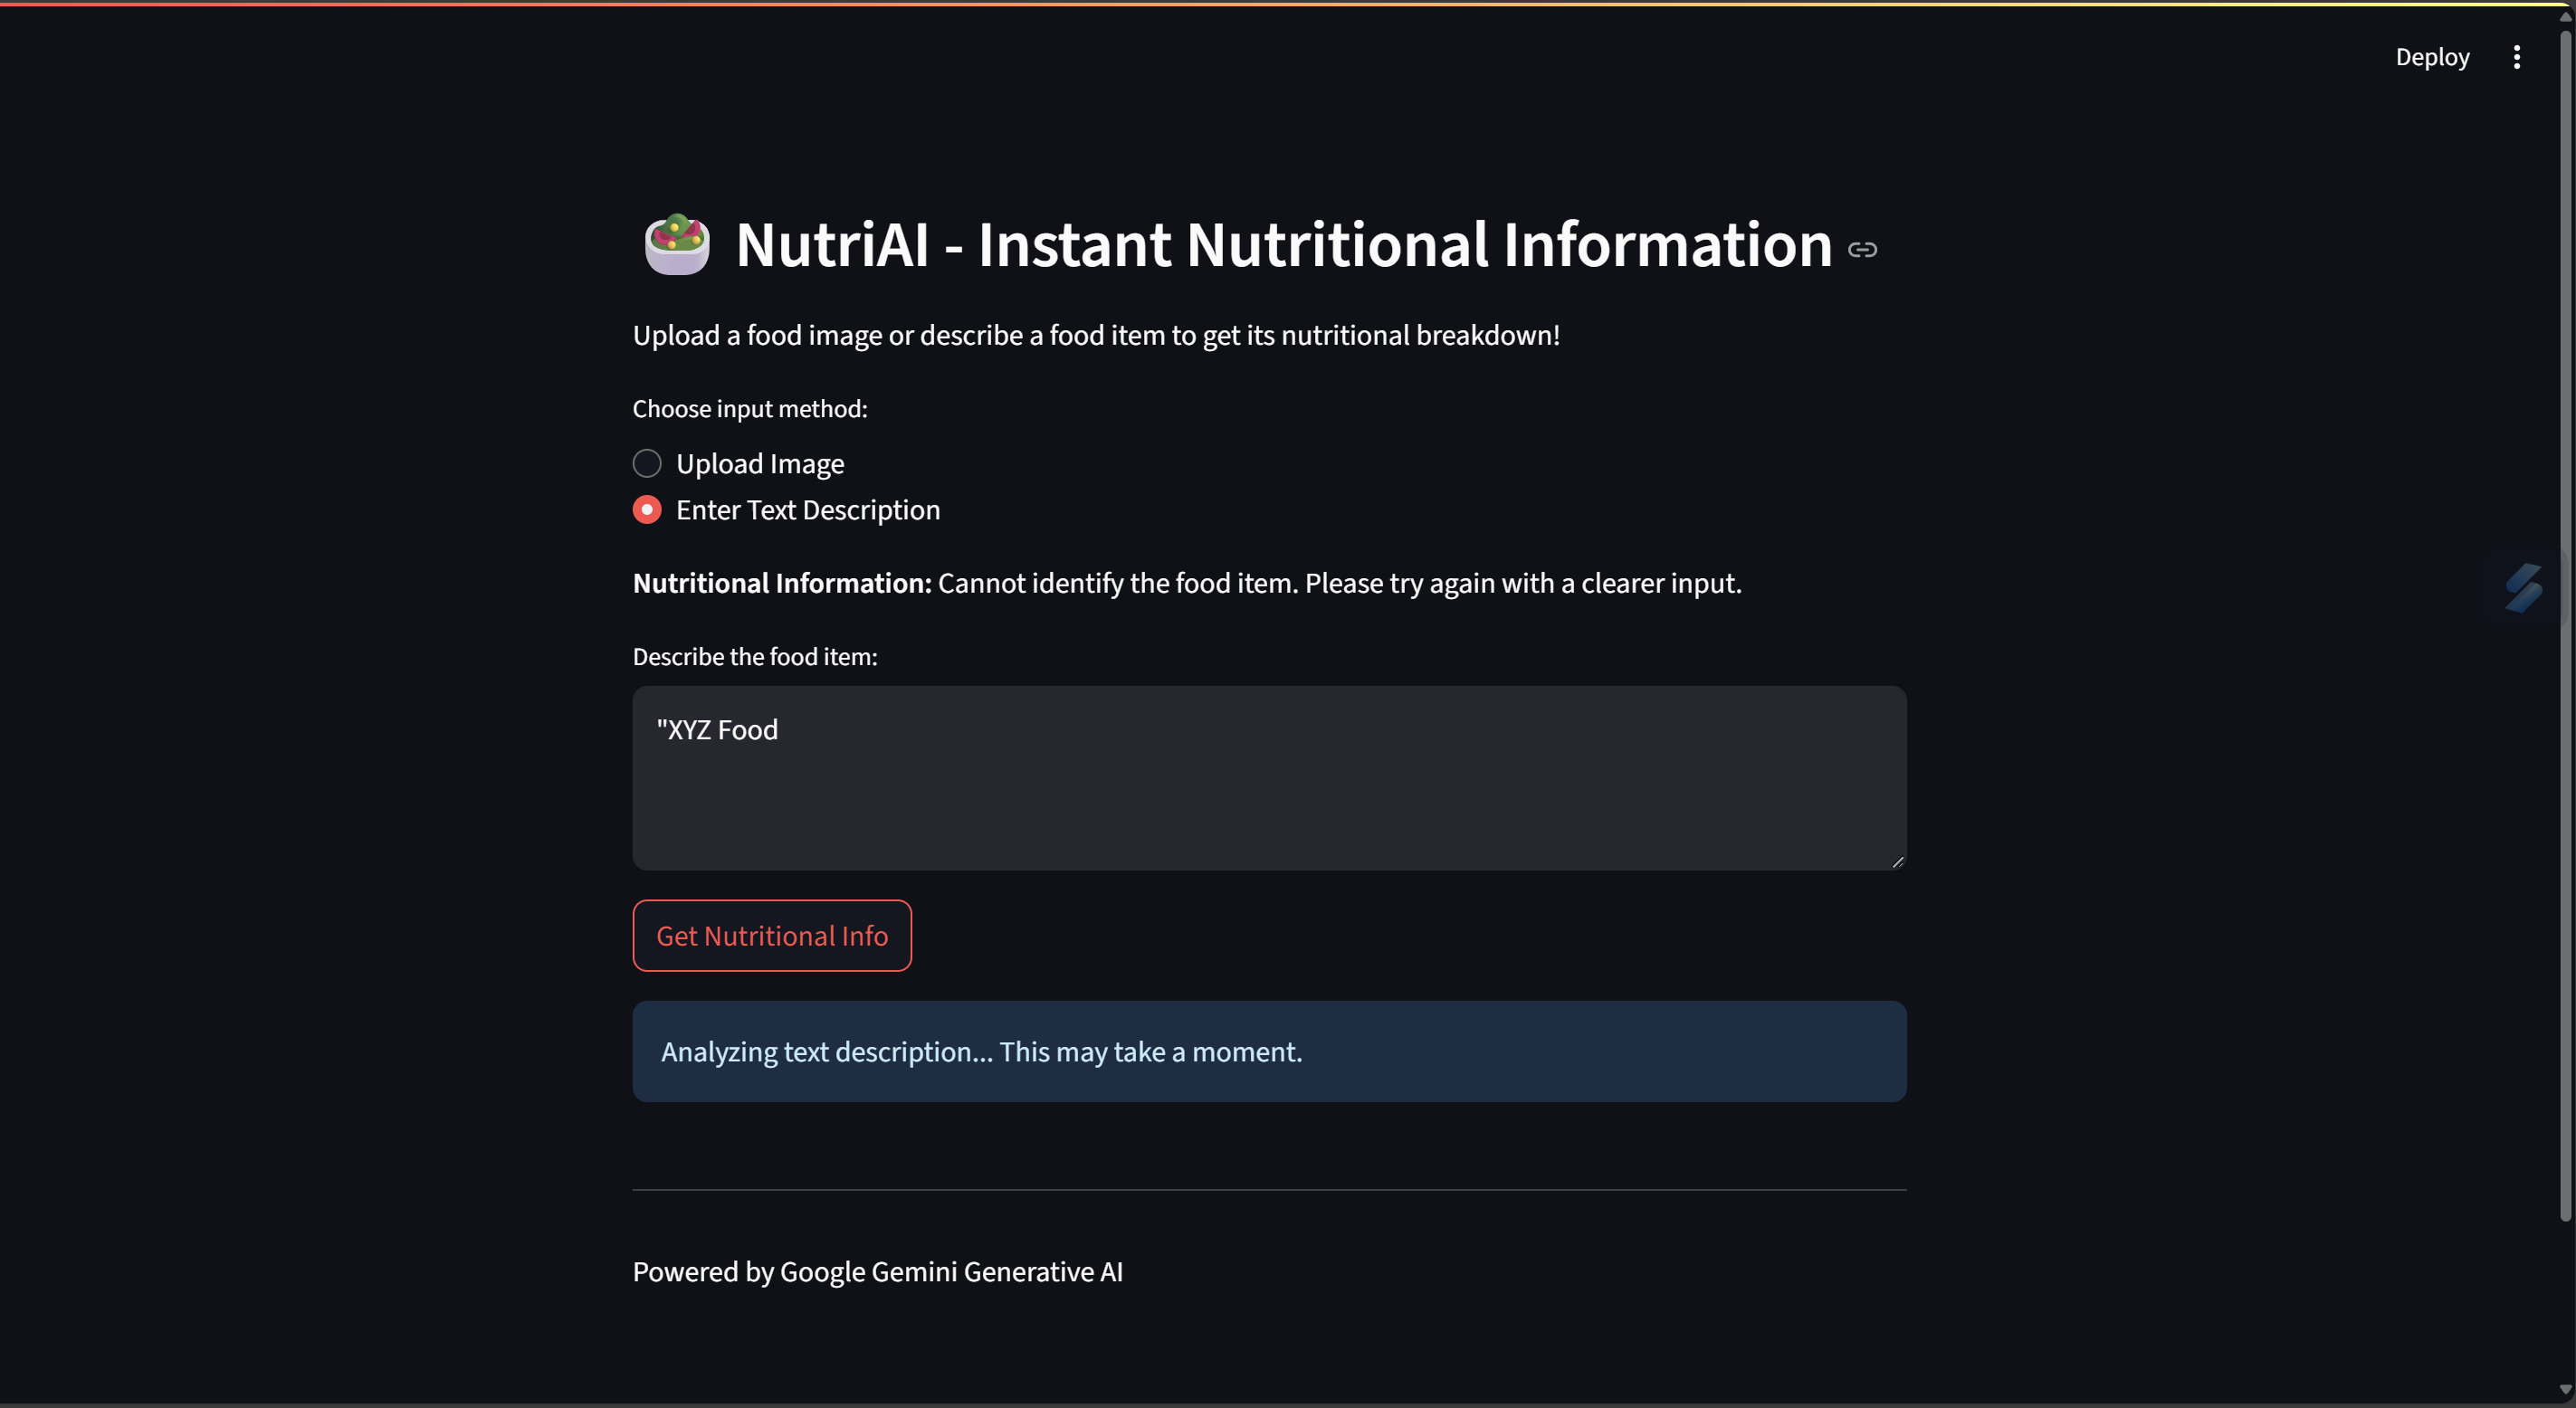 Deploy
NutriAI - Instant Nutritional Information
Upload a food image or describe a food item to get its nutritional breakdown!
Choose input method:
Upload Image
Enter Text Description
Nutritional Information: Cannot identify the food item. Please try again with a clearer input.
Describe the food item:
"XYZ Food
Get Nutritional Info
Analyzing text description... This may take a moment.
Powered by Google Gemini Generative AI